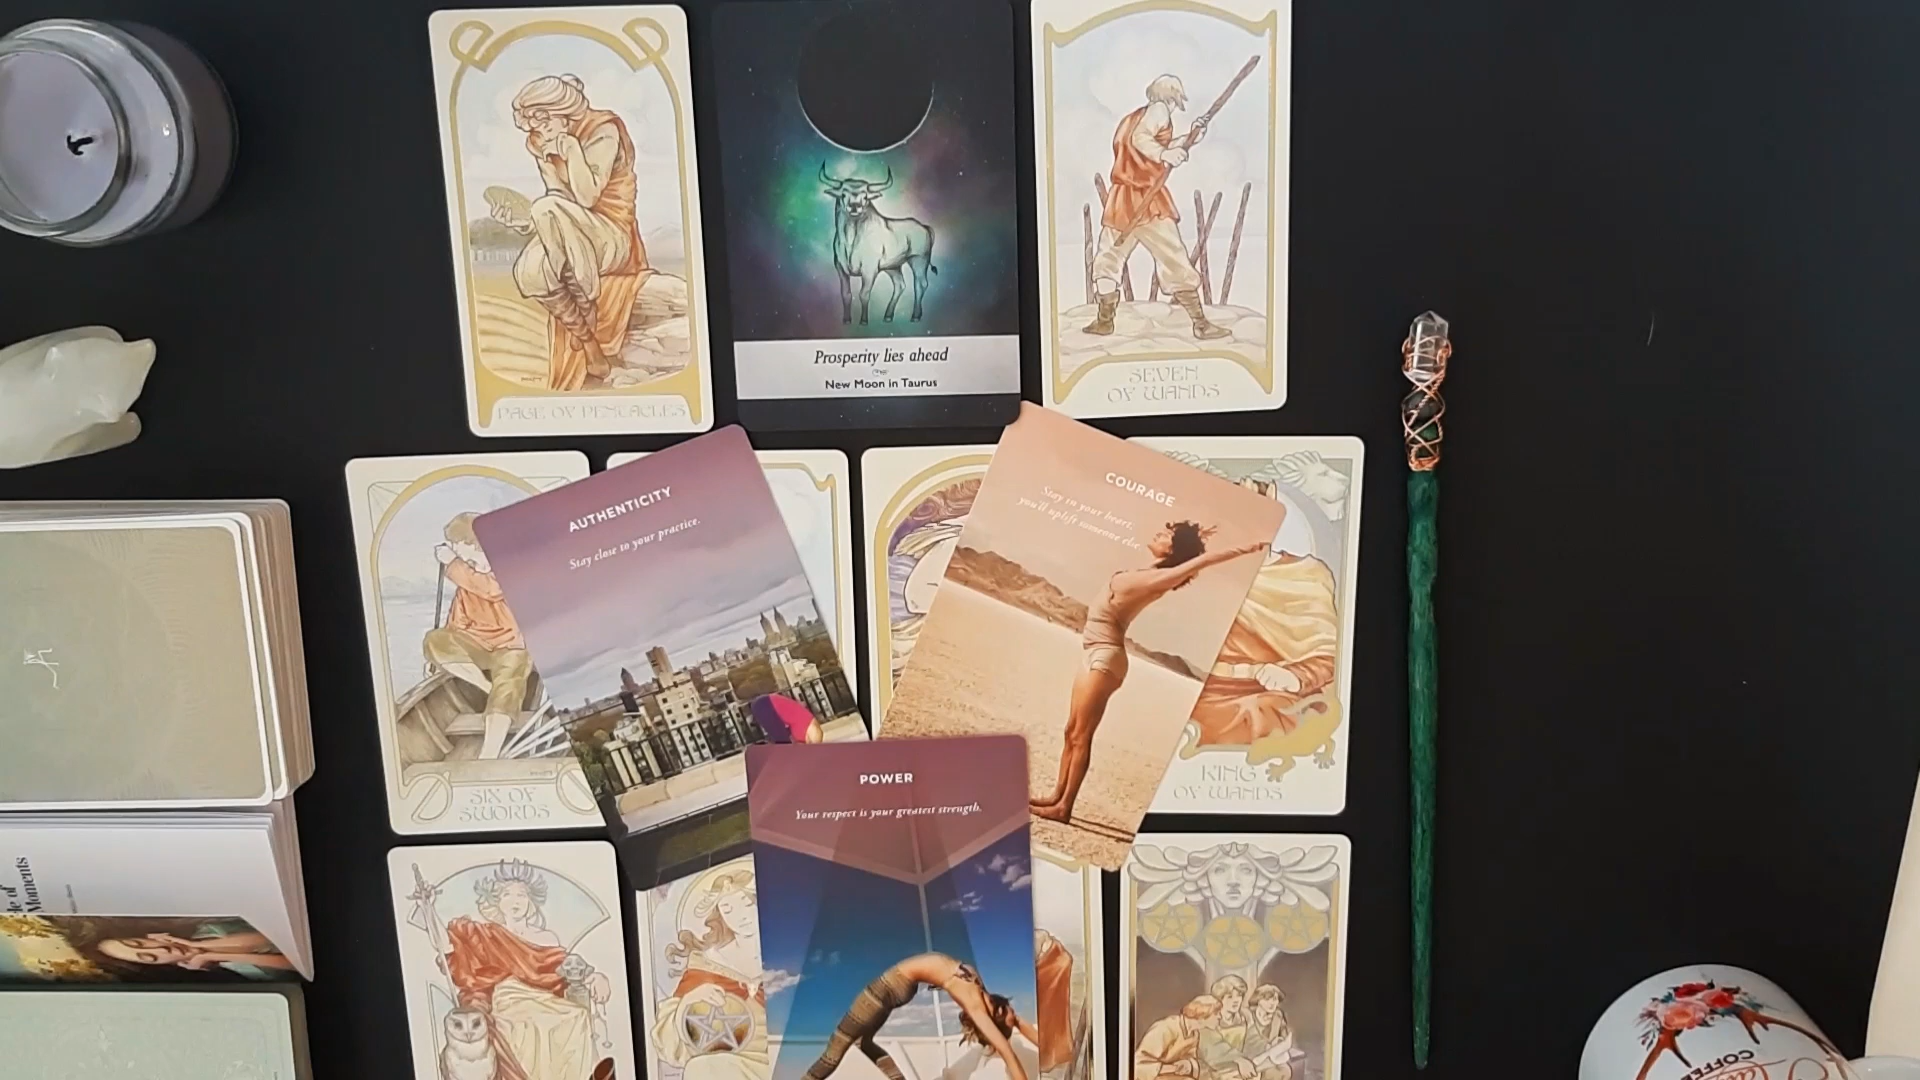 PAGE OF PENTACLES
Prosperity lies ahead
New Moon in Taurus
SEVEN
OF WANDS
AUTHENTICITY
Stay close to your practice.
COURAGE
Stay in your heart,
you'll uplift someone else
SIX OF
SWORDS
KING
OF WANDS
POWER
Your respect is your greatest strength.
Moments
COFFEE